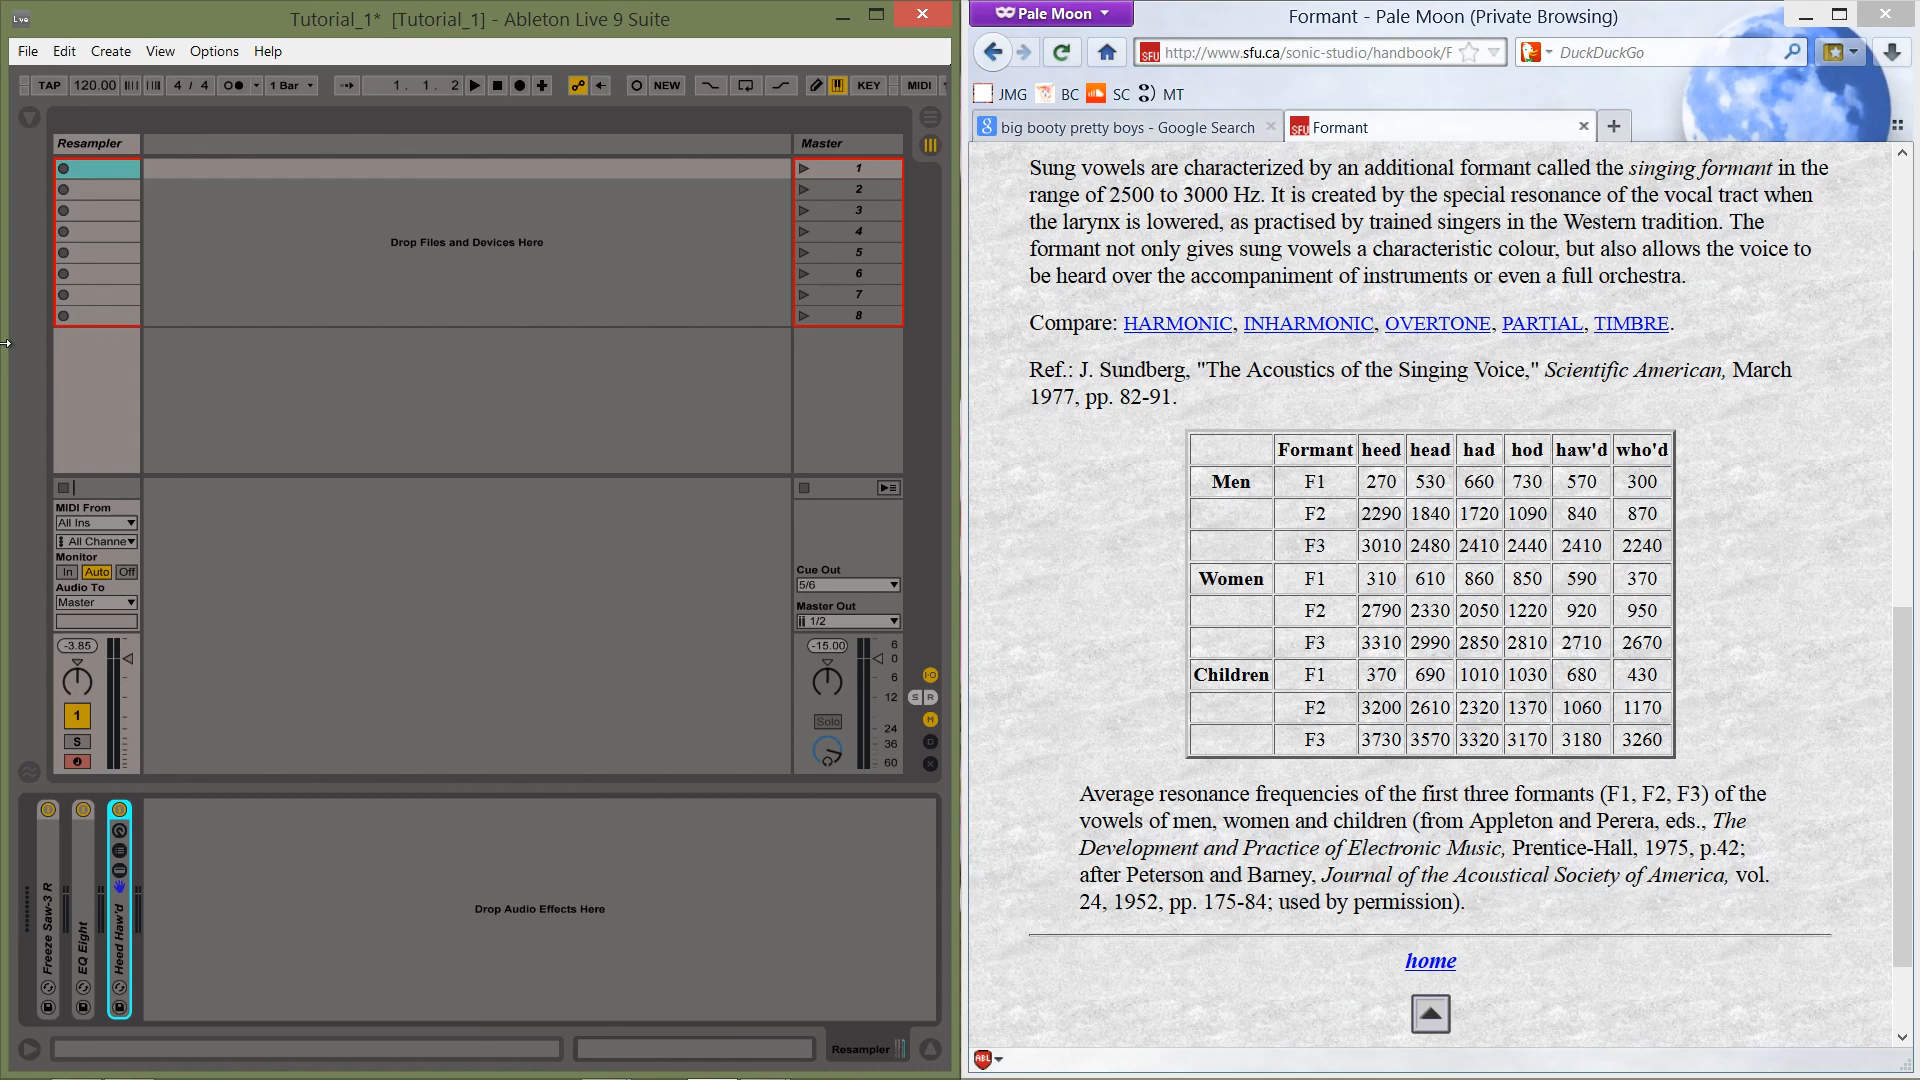 Live
Tutorial_1* [Tutorial_1] - Ableton Live 9 Suite
File Edit Create View Options Help
TAP 120.00 4 / 4 1 Bar 1. 1. 2 NEW KEY MIDI
Resampler Master
1
2
3
4
5
6
7
8
Drop Files and Devices Here
MIDI From
All Ins
All Channe
Monitor
In Auto Off
Audio To
Master
Cue Out
5/6
Master Out
1/2
-3.85
1
S
-15.00
Solo
6
0
6
12
24
36
60
S R
I·O
M
D
X
Freeze Saw-3 R
EQ Eight
Heed Haw'd
Drop Audio Effects Here
Resampler
Pale Moon
Formant - Pale Moon (Private Browsing)
http://www.sfu.ca/sonic-studio/handbook/F
DuckDuckGo
JMG BC SC MT
big booty pretty boys - Google Search
SFU Formant
Sung vowels are characterized by an additional formant called the singing formant in the
range of 2500 to 3000 Hz. It is created by the special resonance of the vocal tract when
the larynx is lowered, as practised by trained singers in the Western tradition. The
formant not only gives sung vowels a characteristic colour, but also allows the voice to
be heard over the accompaniment of instruments or even a full orchestra.
Compare: HARMONIC, INHARMONIC, OVERTONE, PARTIAL, TIMBRE.
Ref.: J. Sundberg, "The Acoustics of the Singing Voice," Scientific American, March
1977, pp. 82-91.
Formant heed head had hod haw'd who'd
Men F1 270 530 660 730 570 300
F2 2290 1840 1720 1090 840 870
F3 3010 2480 2410 2440 2410 2240
Women F1 310 610 860 850 590 370
F2 2790 2330 2050 1220 920 950
F3 3310 2990 2850 2810 2710 2670
Children F1 370 690 1010 1030 680 430
F2 3200 2610 2320 1370 1060 1170
F3 3730 3570 3320 3170 3180 3260
Average resonance frequencies of the first three formants (F1, F2, F3) of the
vowels of men, women and children (from Appleton and Perera, eds., The
Development and Practice of Electronic Music, Prentice-Hall, 1975, p.42;
after Peterson and Barney, Journal of the Acoustical Society of America, vol.
24, 1952, pp. 175-84; used by permission).
home
ABL